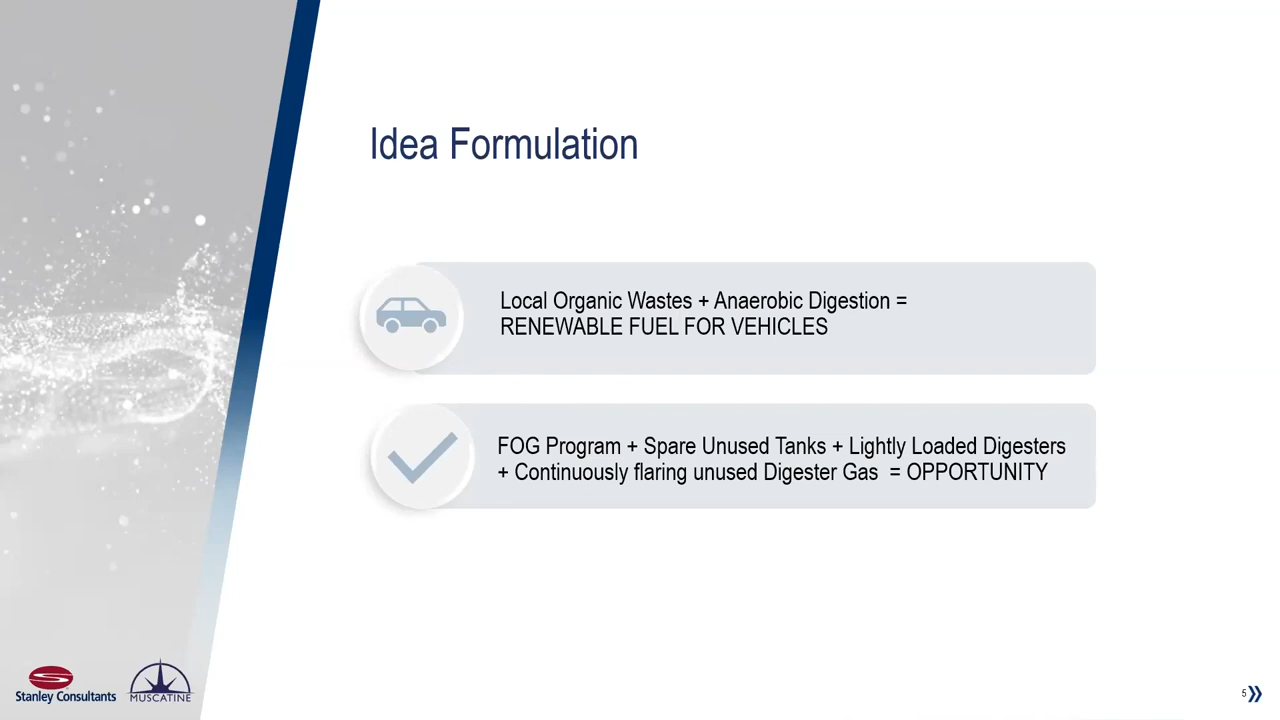 Idea Formulation
Local Organic Wastes + Anaerobic Digestion =
RENEWABLE FUEL FOR VEHICLES
FOG Program + Spare Unused Tanks + Lightly Loaded Digesters
+ Continuously flaring unused Digester Gas = OPPORTUNITY
Stanley Consultants
MUSCATINE
5